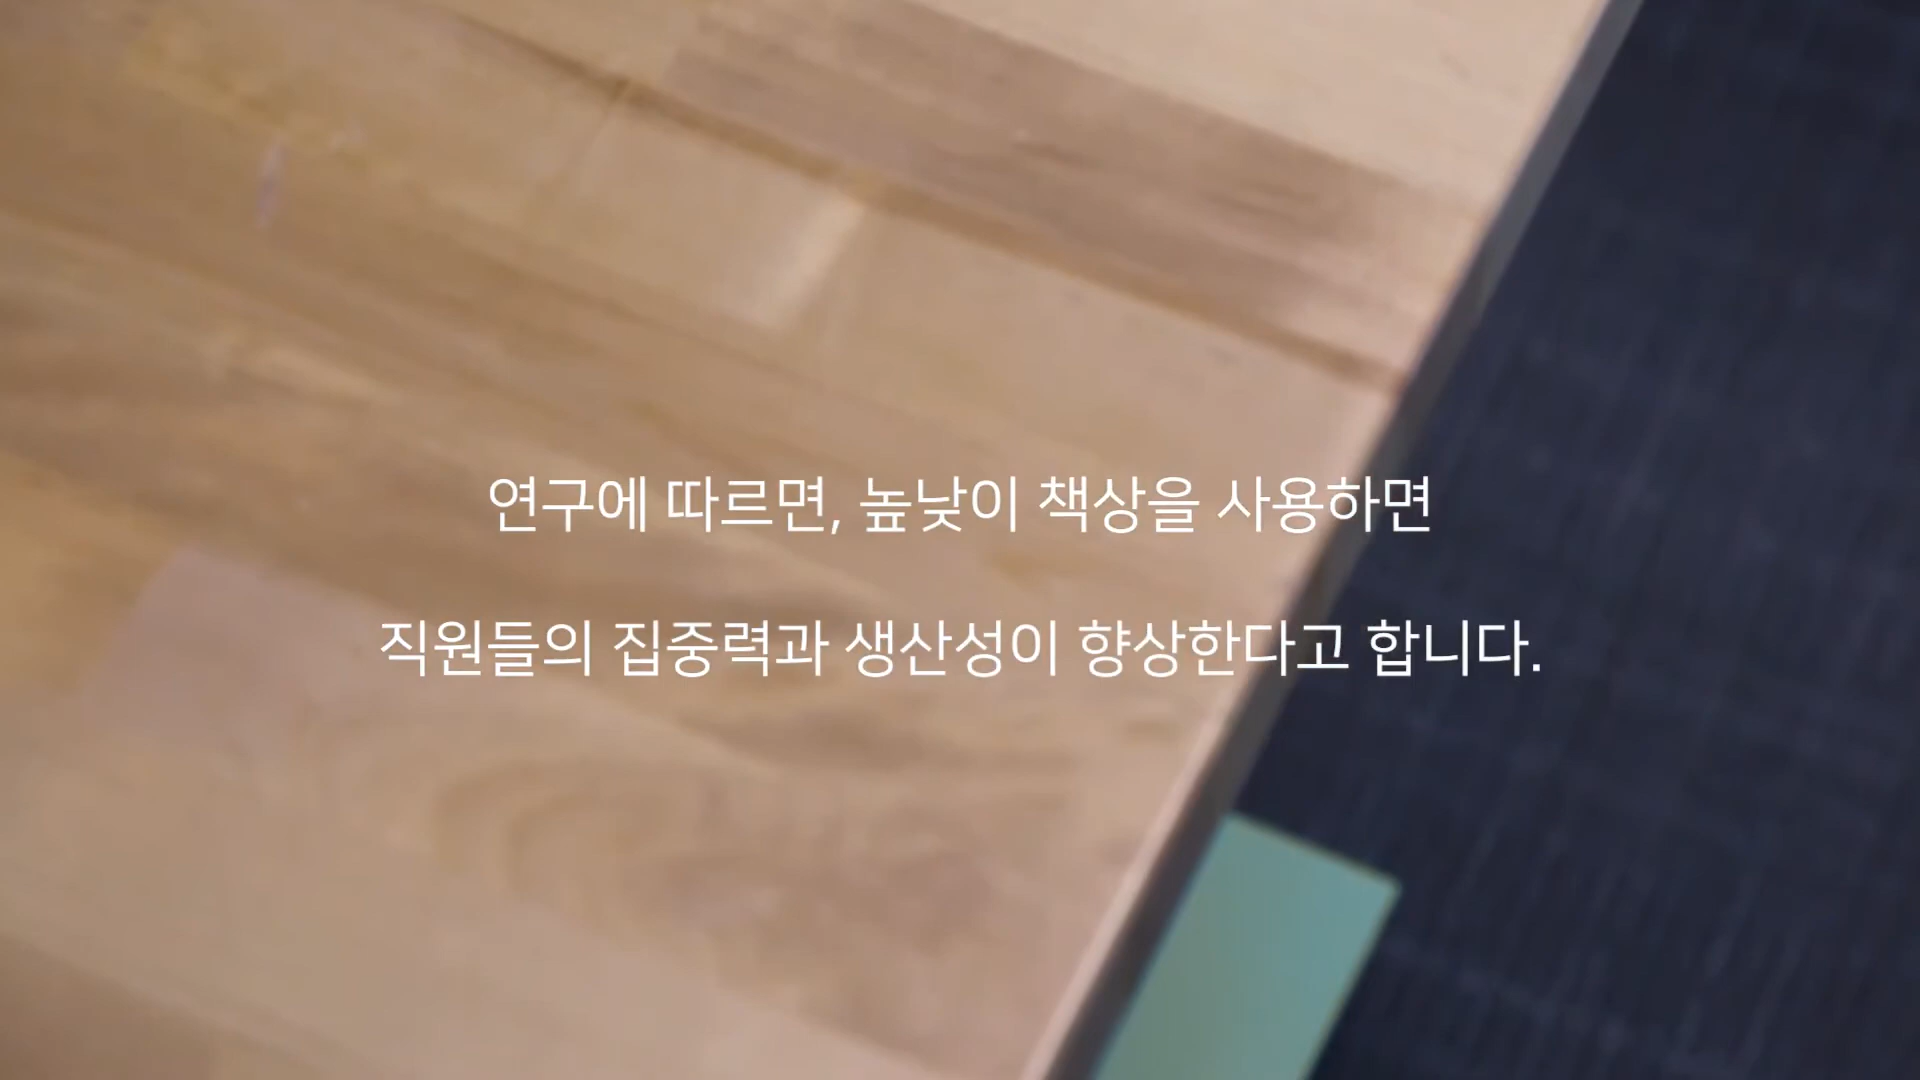 연구에 따르면, 높낮이 책상을 사용하면
직원들의 집중력과 생산성이 향상한다고 합니다.